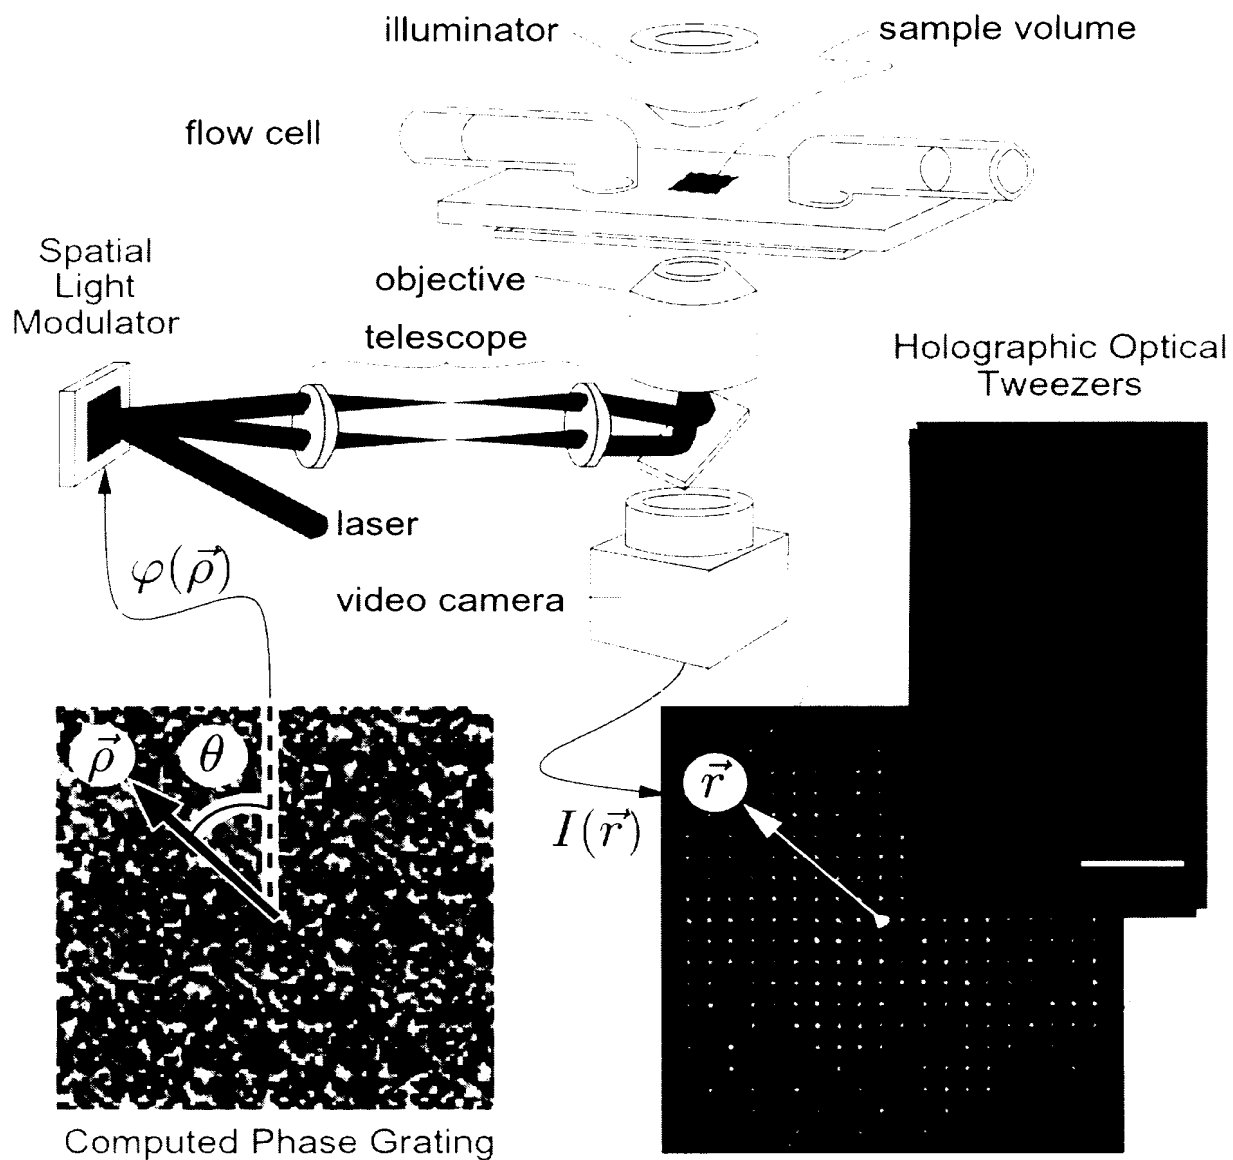 illuminator
sample volume
flow cell
Spatial
Light
Modulator
objective
telescope
Holographic Optical
Tweezers
laser
φ(ρ⃗)
video camera
ρ⃗
θ
r⃗
I(r⃗)
Computed Phase Grating